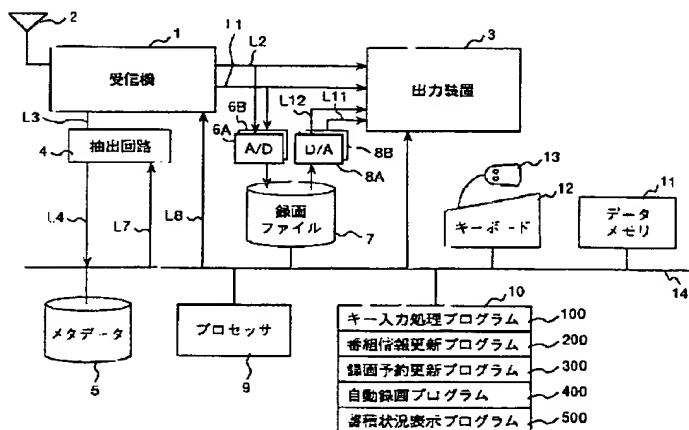 2
1
L1
L2
3
受信機
出力装置
L3
6B
6A
L12
L11
4
抽出回路
A/D
D/A
8B
8A
13
12
11
L4
L7
L8
録画
ファイル
7
キーボード
データ
メモリ
14
メタデータ
5
プロセッサ
9
10
キー入力処理プログラム 100
番組情報更新プログラム 200
録画予約更新プログラム 300
自動録画プログラム 400
蓄積状況表示プログラム 500